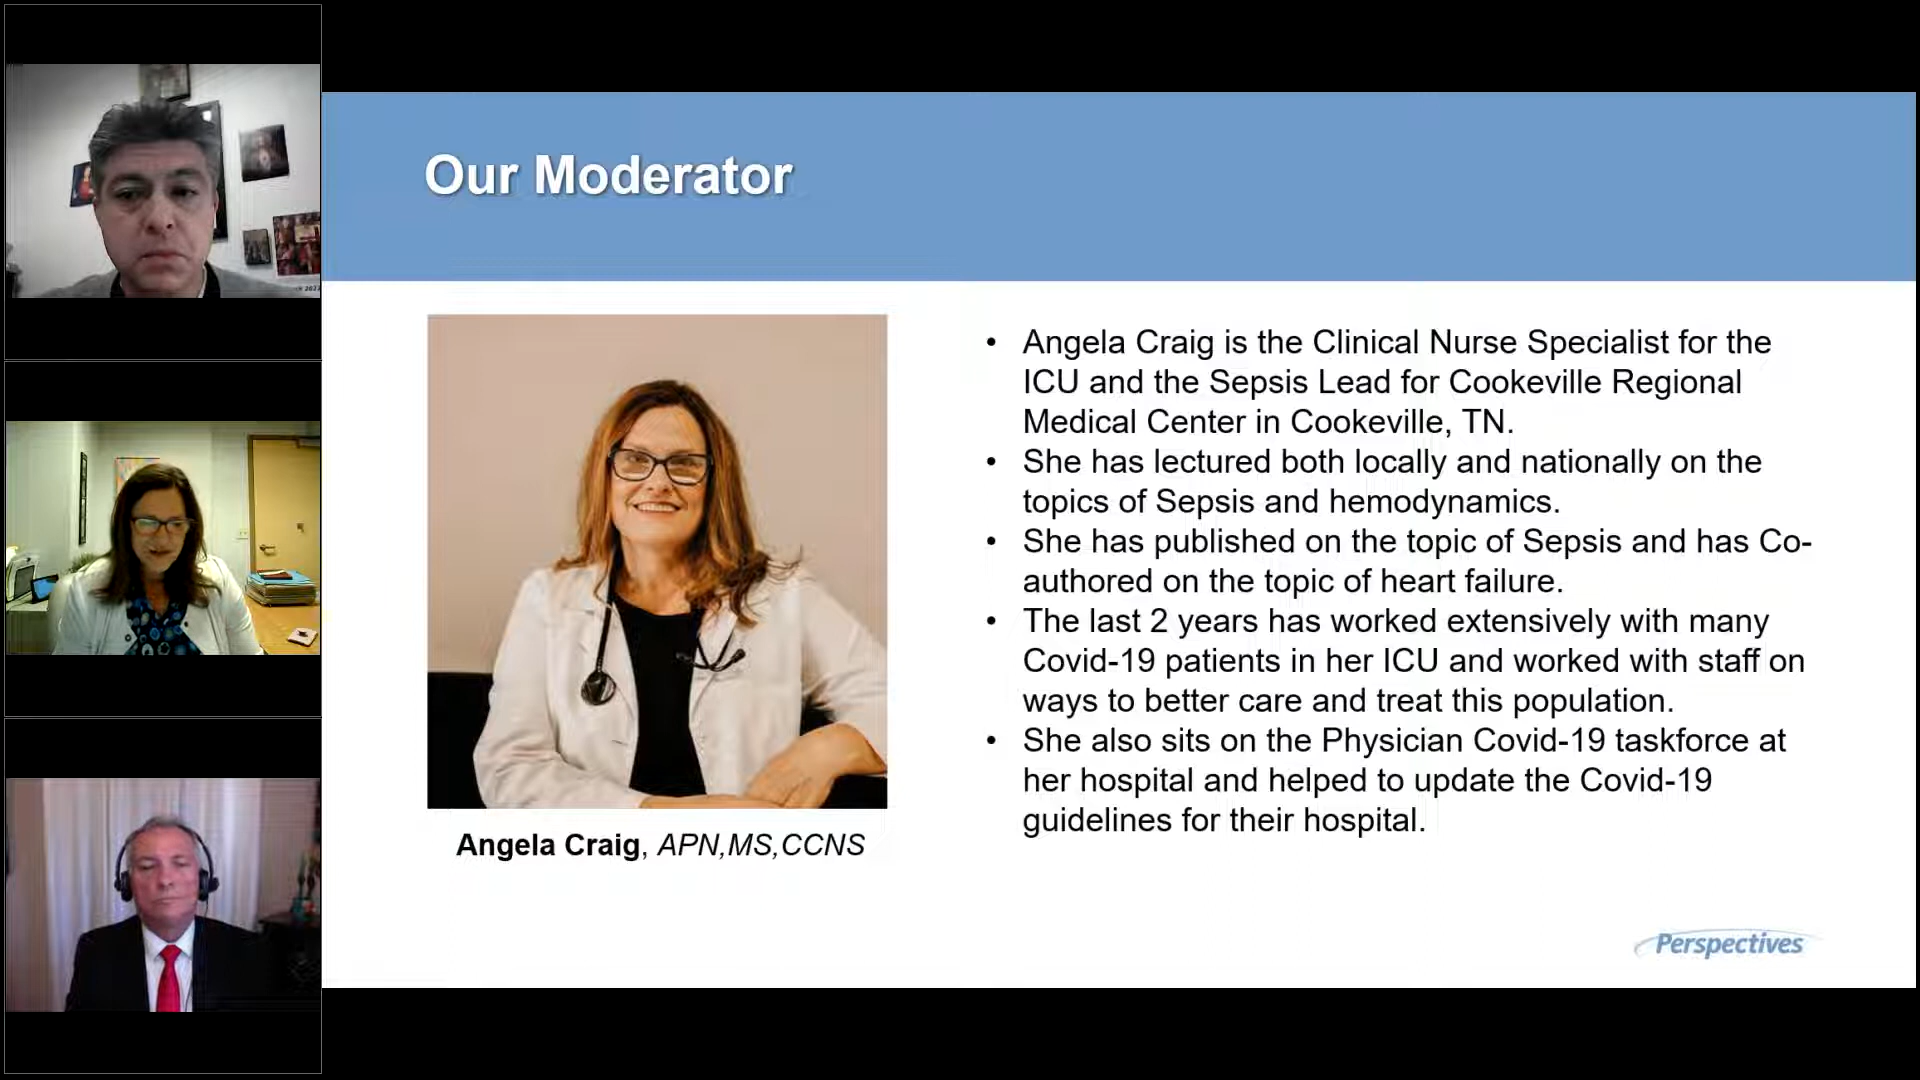 Our Moderator
• Angela Craig is the Clinical Nurse Specialist for the
ICU and the Sepsis Lead for Cookeville Regional
Medical Center in Cookeville, TN.
• She has lectured both locally and nationally on the
topics of Sepsis and hemodynamics.
• She has published on the topic of Sepsis and has Co-
authored on the topic of heart failure.
• The last 2 years has worked extensively with many
Covid-19 patients in her ICU and worked with staff on
ways to better care and treat this population.
• She also sits on the Physician Covid-19 taskforce at
her hospital and helped to update the Covid-19
guidelines for their hospital.
Angela Craig, APN,MS,CCNS
Perspectives